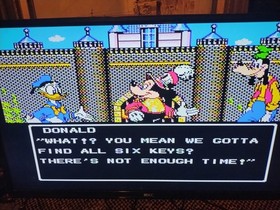 DONALD
"WHAT!? YOU MEAN WE GOTTA
FIND ALL SIX KEYS?
THERE'S NOT ENOUGH TIME!"